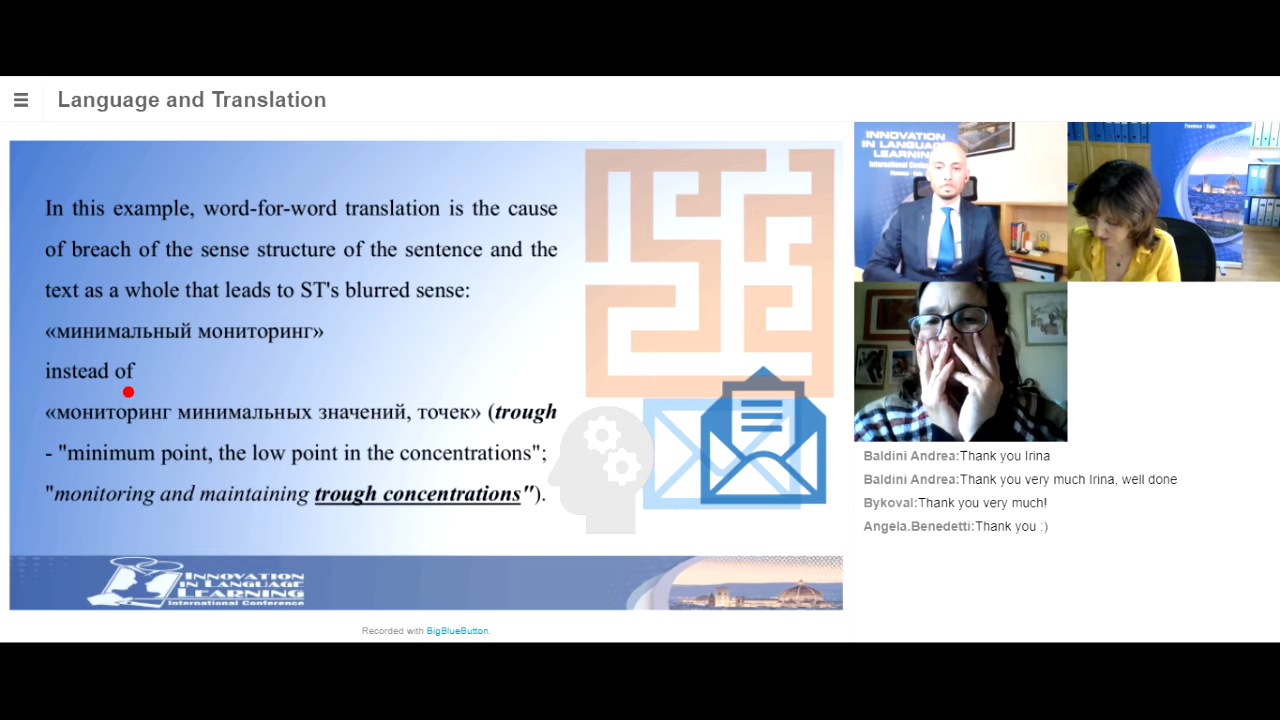 Language and Translation
In this example, word-for-word translation is the cause
of breach of the sense structure of the sentence and the
text as a whole that leads to ST's blurred sense:
«минимальный мониторинг»
instead of
«мониторинг минимальных значений, точек» (trough
- "minimum point, the low point in the concentrations";
"monitoring and maintaining trough concentrations").
INNOVATION
IN LANGUAGE
LEARNING
International Conference
Recorded with BigBlueButton.
INNOVATION
IN LANGUAGE
LEARNING
Baldini Andrea:Thank you Irina
Baldini Andrea:Thank you very much Irina, well done
Bykoval:Thank you very much!
Angela.Benedetti:Thank you :)